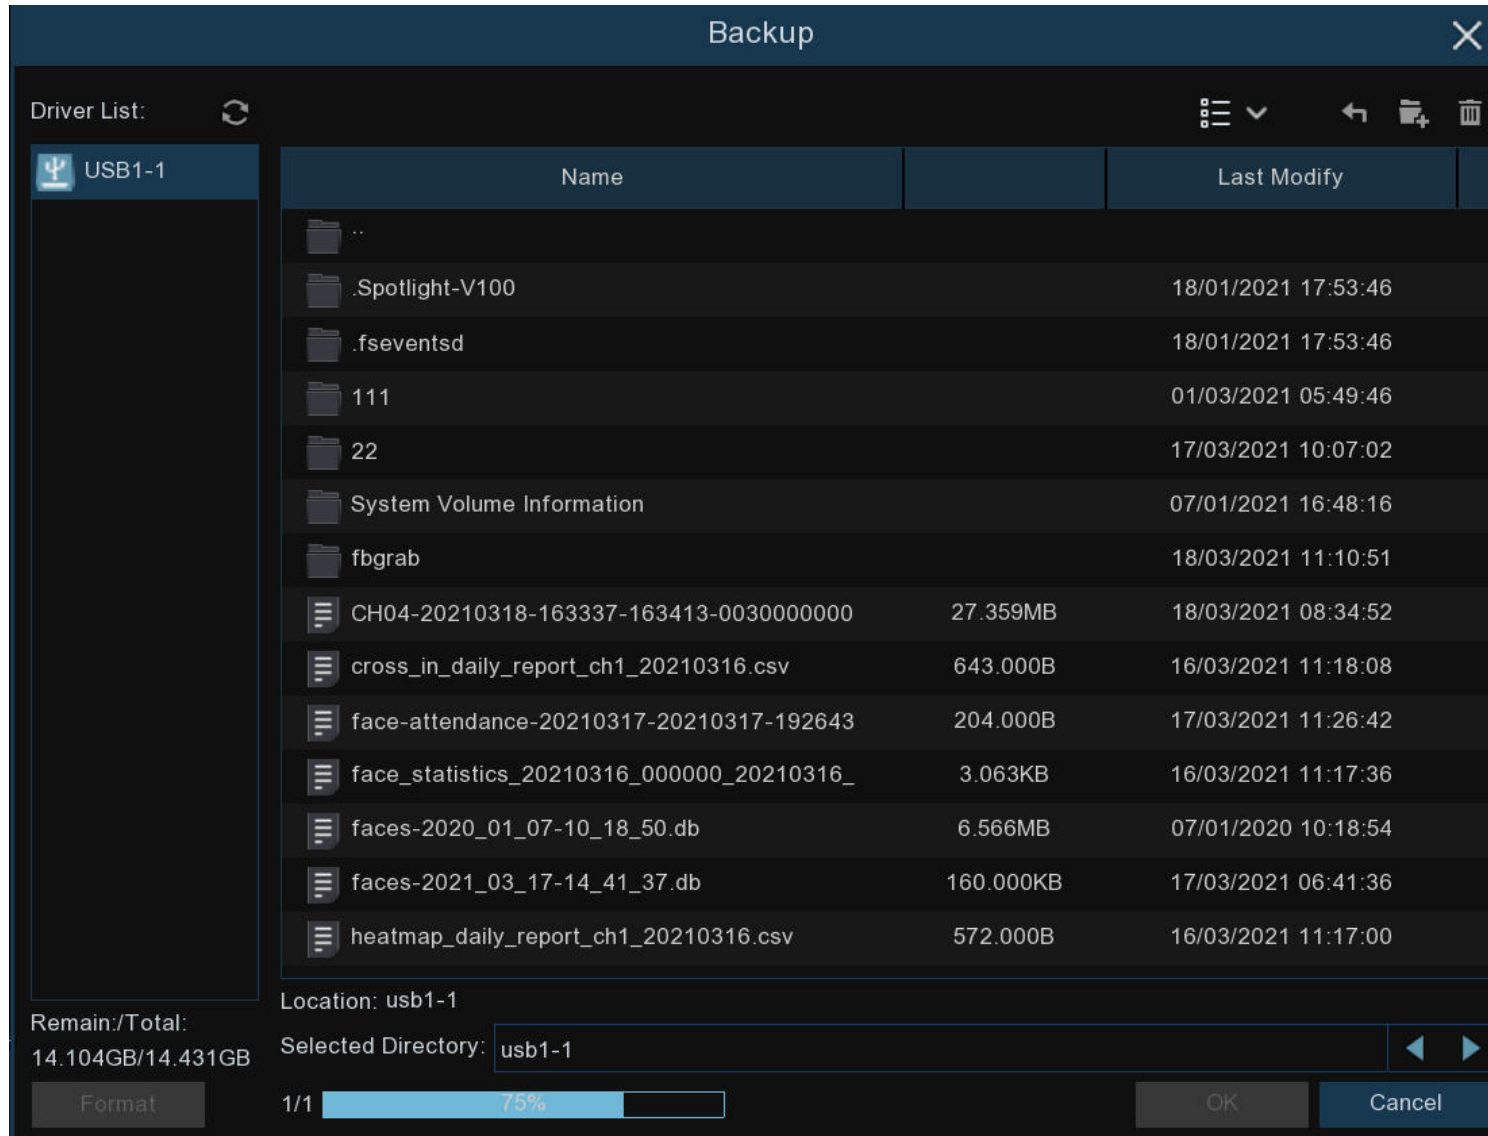 Backup
Driver List:
USB1-1
Name Last Modify
..
.Spotlight-V100 18/01/2021 17:53:46
.fseventsd 18/01/2021 17:53:46
111 01/03/2021 05:49:46
22 17/03/2021 10:07:02
System Volume Information 07/01/2021 16:48:16
fbgrab 18/03/2021 11:10:51
CH04-20210318-163337-163413-0030000000 27.359MB 18/03/2021 08:34:52
cross_in_daily_report_ch1_20210316.csv 643.000B 16/03/2021 11:18:08
face-attendance-20210317-20210317-192643 204.000B 17/03/2021 11:26:42
face_statistics_20210316_000000_20210316_ 3.063KB 16/03/2021 11:17:36
faces-2020_01_07-10_18_50.db 6.566MB 07/01/2020 10:18:54
faces-2021_03_17-14_41_37.db 160.000KB 17/03/2021 06:41:36
heatmap_daily_report_ch1_20210316.csv 572.000B 16/03/2021 11:17:00
Location: usb1-1
Remain:/Total:
14.104GB/14.431GB
Selected Directory: usb1-1
Format
1/1 75%
OK
Cancel